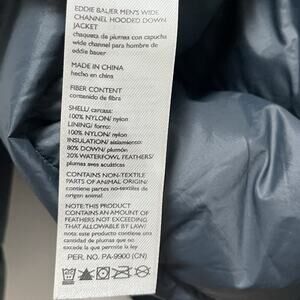 EDDIE BAUER MEN'S WIDE
CHANNEL HOODED DOWN
JACKET
chaqueta de plumas con capucha
wide channel para hombre de
eddie bauer
MADE IN CHINA
hecho en china
FIBER CONTENT
contenido de fibra
SHELL/ carcasa:
100% NYLON/ nylon
LINING/ forro:
100% NYLON/ nylon
INSULATION/ aislamiento:
80% DOWN/ plumón
20% WATERFOWL FEATHERS/
plumas aves acuáticas
CONTAINS NON-TEXTILE
PARTS OF ANIMAL ORIGIN/
contiene partes no-textiles de
origen animal
NOTE: THIS PRODUCT
CONTAINS AN AMOUNT OF
FEATHERS NOT EXCEEDING
THAT ALLOWABLE BY LAW/
nota: este producto contiene una
cantidad de plumas que no
excede la que permite la ley
PER. NO. PA-9900 (CN)